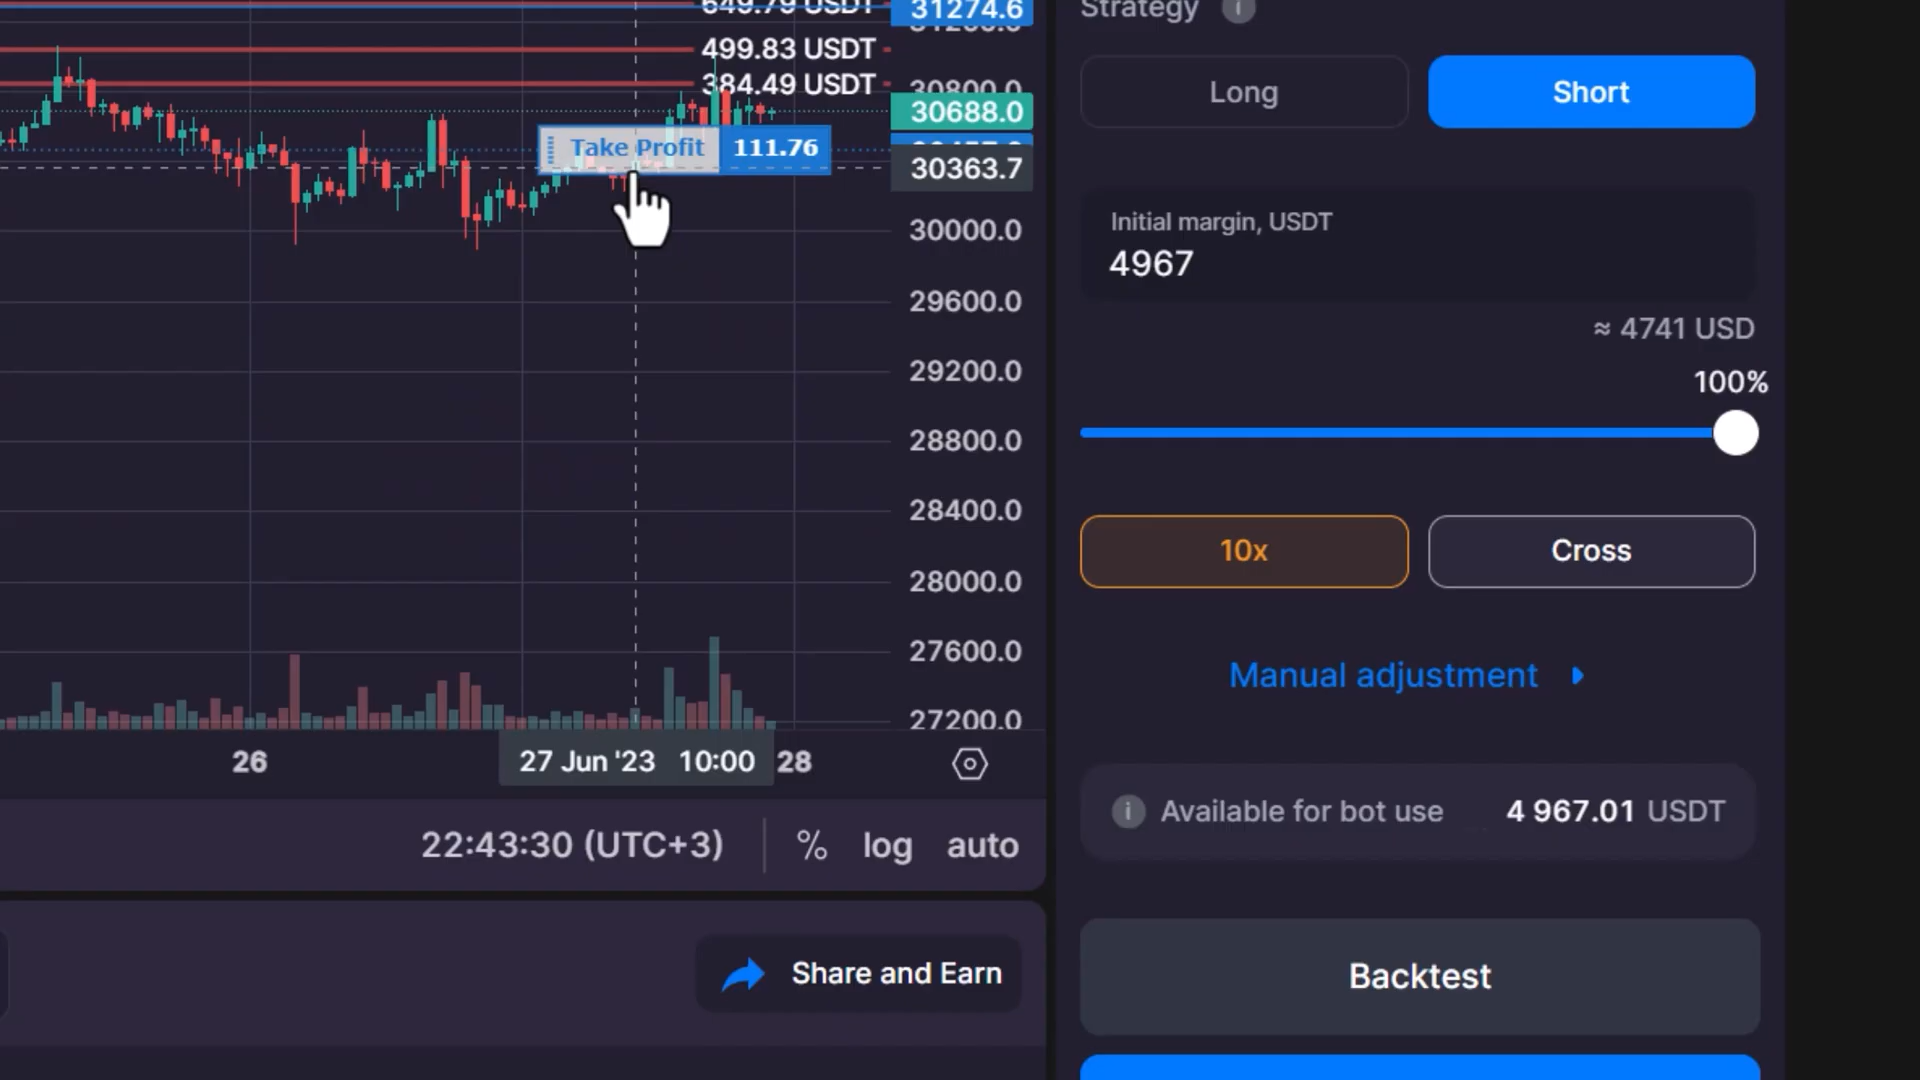 649.79 USDT
31274.6
499.83 USDT
384.49 USDT
30800.0
30688.0
Take Profit 111.76
30363.7
30000.0
29600.0
29200.0
28800.0
28400.0
28000.0
27600.0
27200.0
26
27 Jun '23 10:00
28
22:43:30 (UTC+3)
%
log
auto
Share and Earn
Strategy
i
Long
Short
Initial margin, USDT
4967
≈ 4741 USD
100%
10x
Cross
Manual adjustment
i Available for bot use 4 967.01 USDT
Backtest